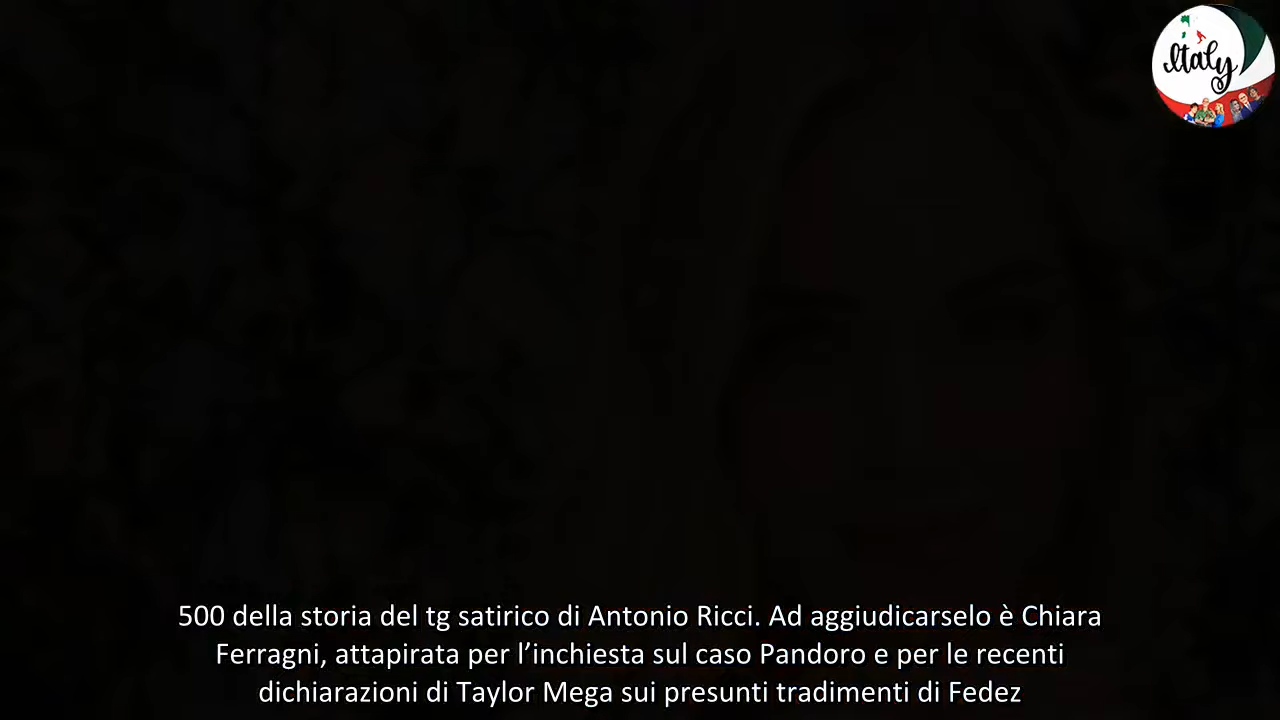 Italy
500 della storia del tg satirico di Antonio Ricci. Ad aggiudicarselo è Chiara
Ferragni, attapirata per l’inchiesta sul caso Pandoro e per le recenti
dichiarazioni di Taylor Mega sui presunti tradimenti di Fedez